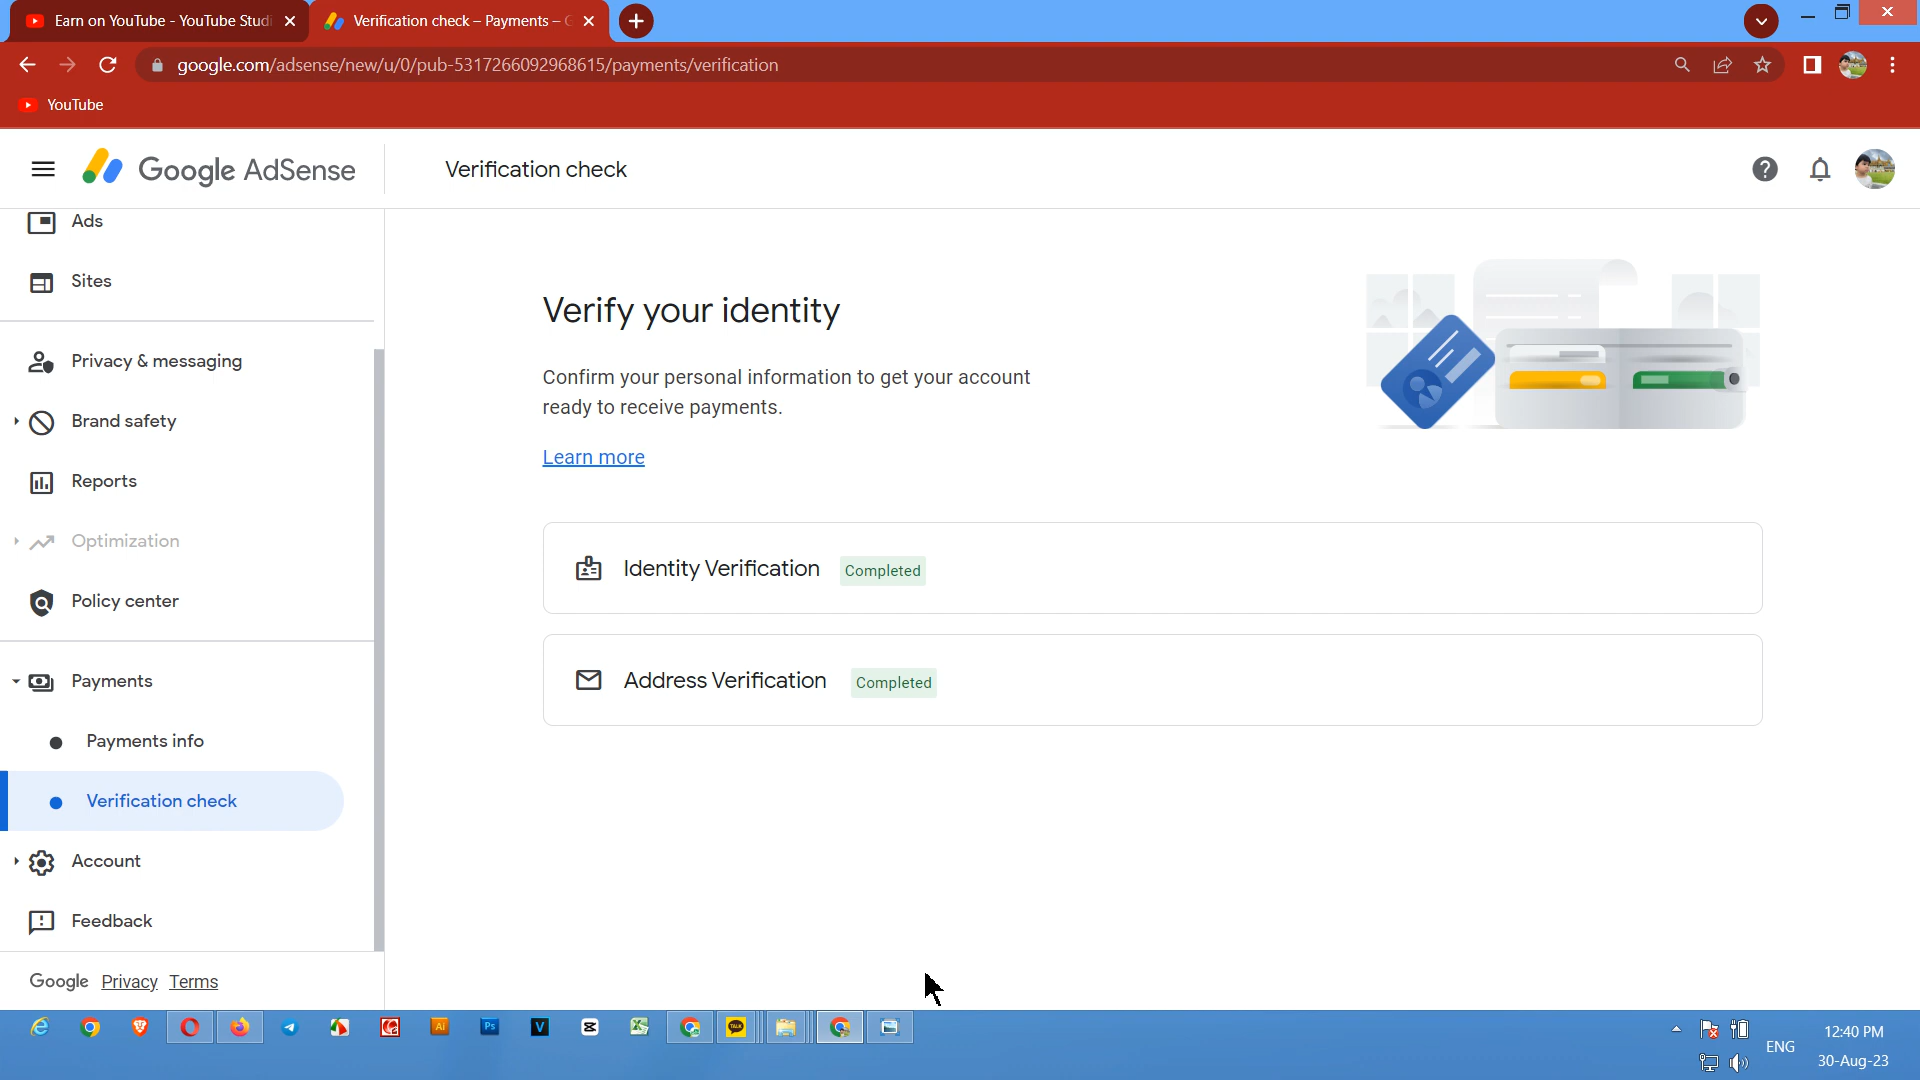 Earn on YouTube - YouTube Studi
Verification check – Payments – G
google.com/adsense/new/u/0/pub-5317266092968615/payments/verification
YouTube
Google AdSense
Verification check
Ads
Sites
Privacy & messaging
Brand safety
Reports
Optimization
Policy center
Payments
Payments info
Verification check
Account
Feedback
Google Privacy Terms
Verify your identity
Confirm your personal information to get your account
ready to receive payments.
Learn more
Identity Verification Completed
Address Verification Completed
Ai
Ps
V
TALK
ENG
12:40 PM
30-Aug-23